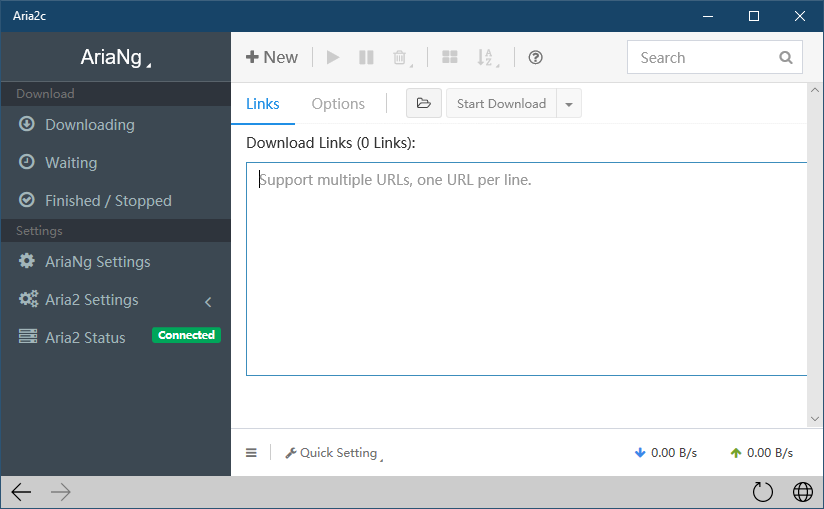 Aria2c
AriaNg
Download
Downloading
Waiting
Finished / Stopped
Settings
AriaNg Settings
Aria2 Settings
Aria2 Status Connected
New
Search
Links Options Start Download
Download Links (0 Links):
Support multiple URLs, one URL per line.
Quick Setting 0.00 B/s 0.00 B/s